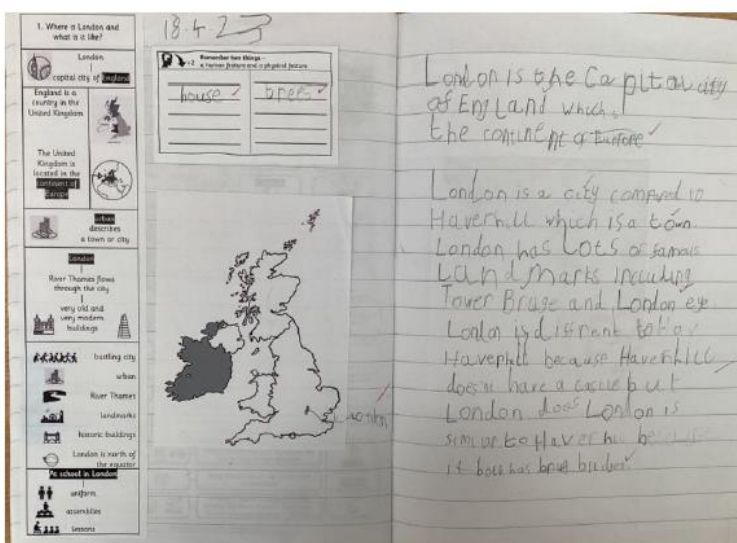 1. Where is London and
what is it like?
London
capital city of England
England is a
country in the
United Kingdom
The United
Kingdom is
located in the
continent of
Europe
urban
describes
a town or city
London
River Thames flows
through the city
very old and
very modern
buildings
bustling city
urban
River Thames
landmarks
historic buildings
London is north of
the equator
At school in London
uniform
assemblies
lessons
18.4.23
+2 Remember two things -
a human feature and a physical feature
house
trees
London
London is the Capital city
of England which
the continent of Europe
London is a city compared to
Haverhill which is a town.
London has Lots of famous
Landmarks including
Tower Brige and London eye
London is diffrent to
Haverhill because Haverhill
doesn't have a castle but
London does London is
similar to Haverhill because
it both has